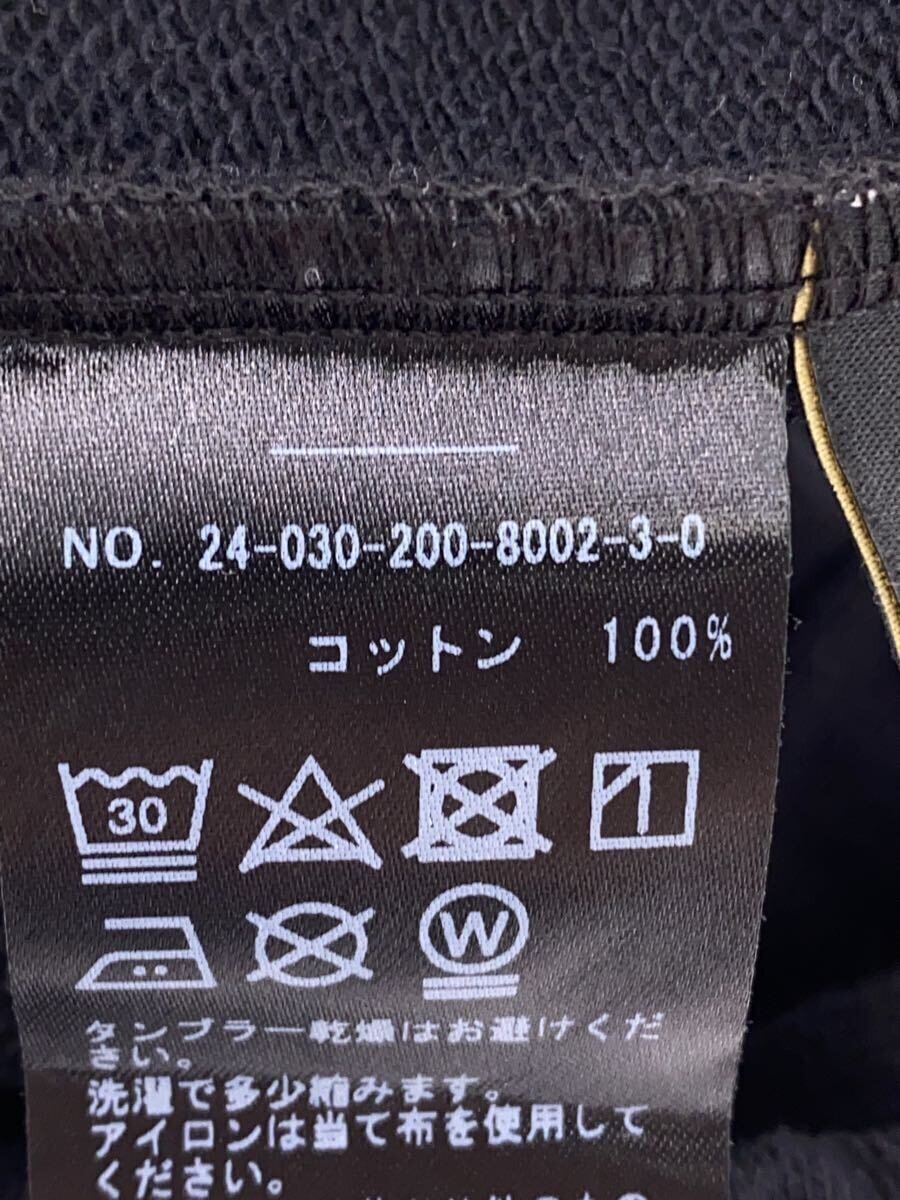 NO. 24-030-200-8002-3-0
コットン 100%
30
W
タンブラー乾燥はお避けくだ
さい。
洗濯で多少縮みます。
アイロンは当て布を使用して
ください。